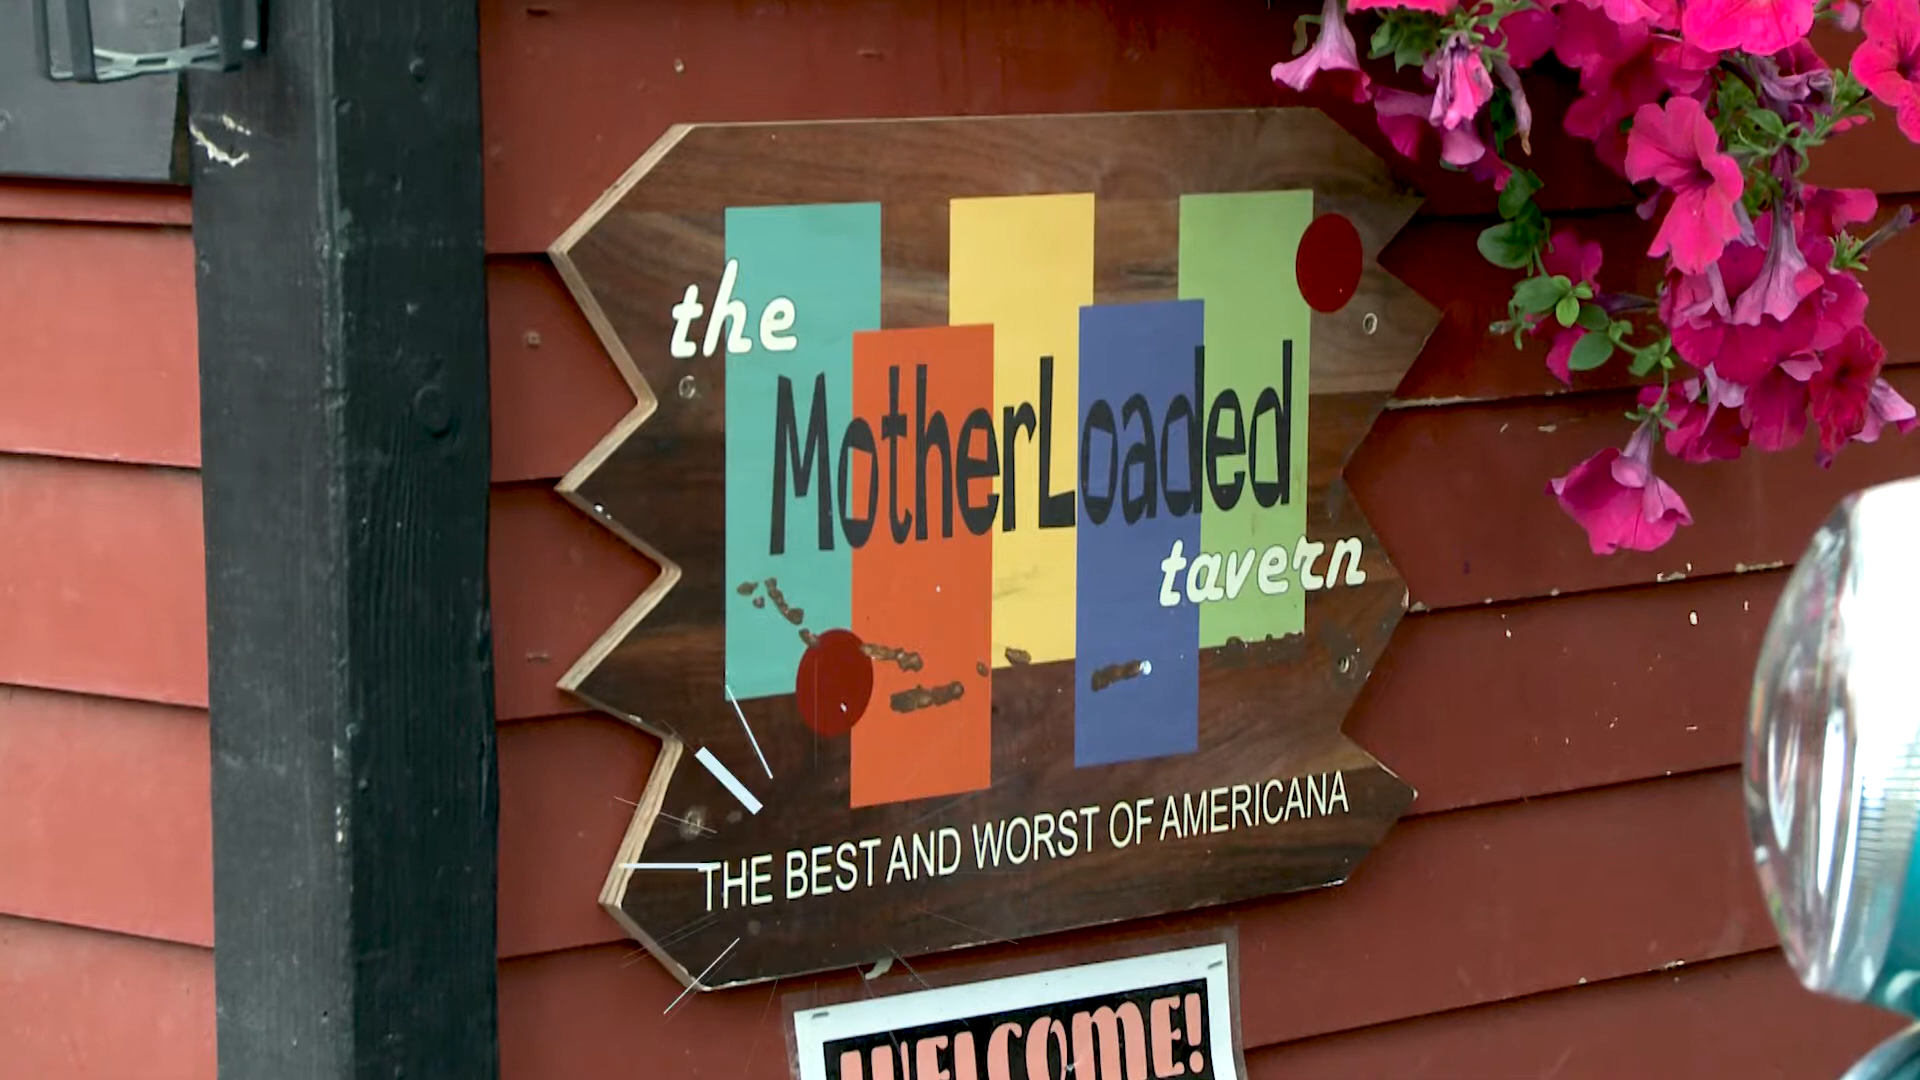 the
MotherLoaded
tavern
THE BEST AND WORST OF AMERICANA
WELCOME!